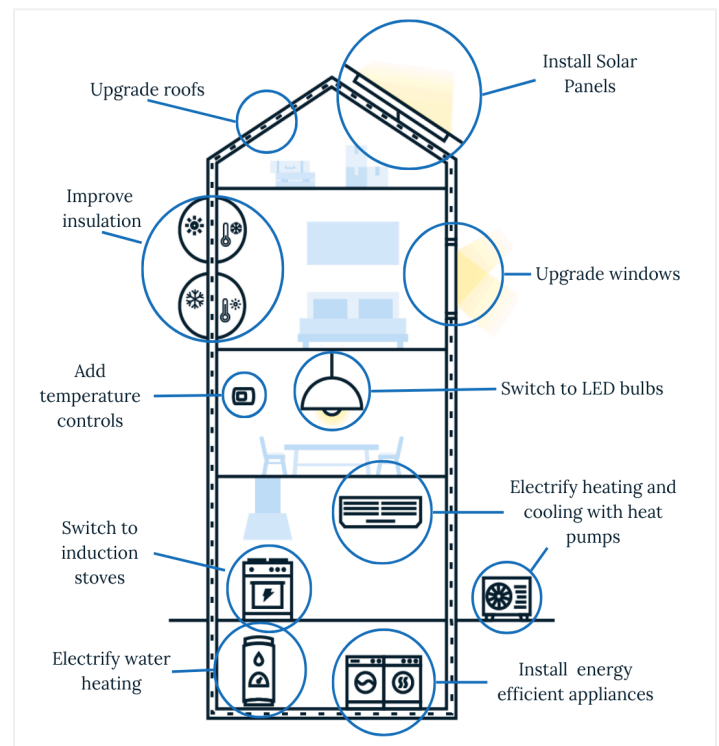 Install Solar
Panels
Upgrade roofs
Improve
insulation
Upgrade windows
Add
temperature
controls
Switch to LED bulbs
Electrify heating and
cooling with heat
pumps
Switch to
induction
stoves
Electrify water
heating
Install energy
efficient appliances